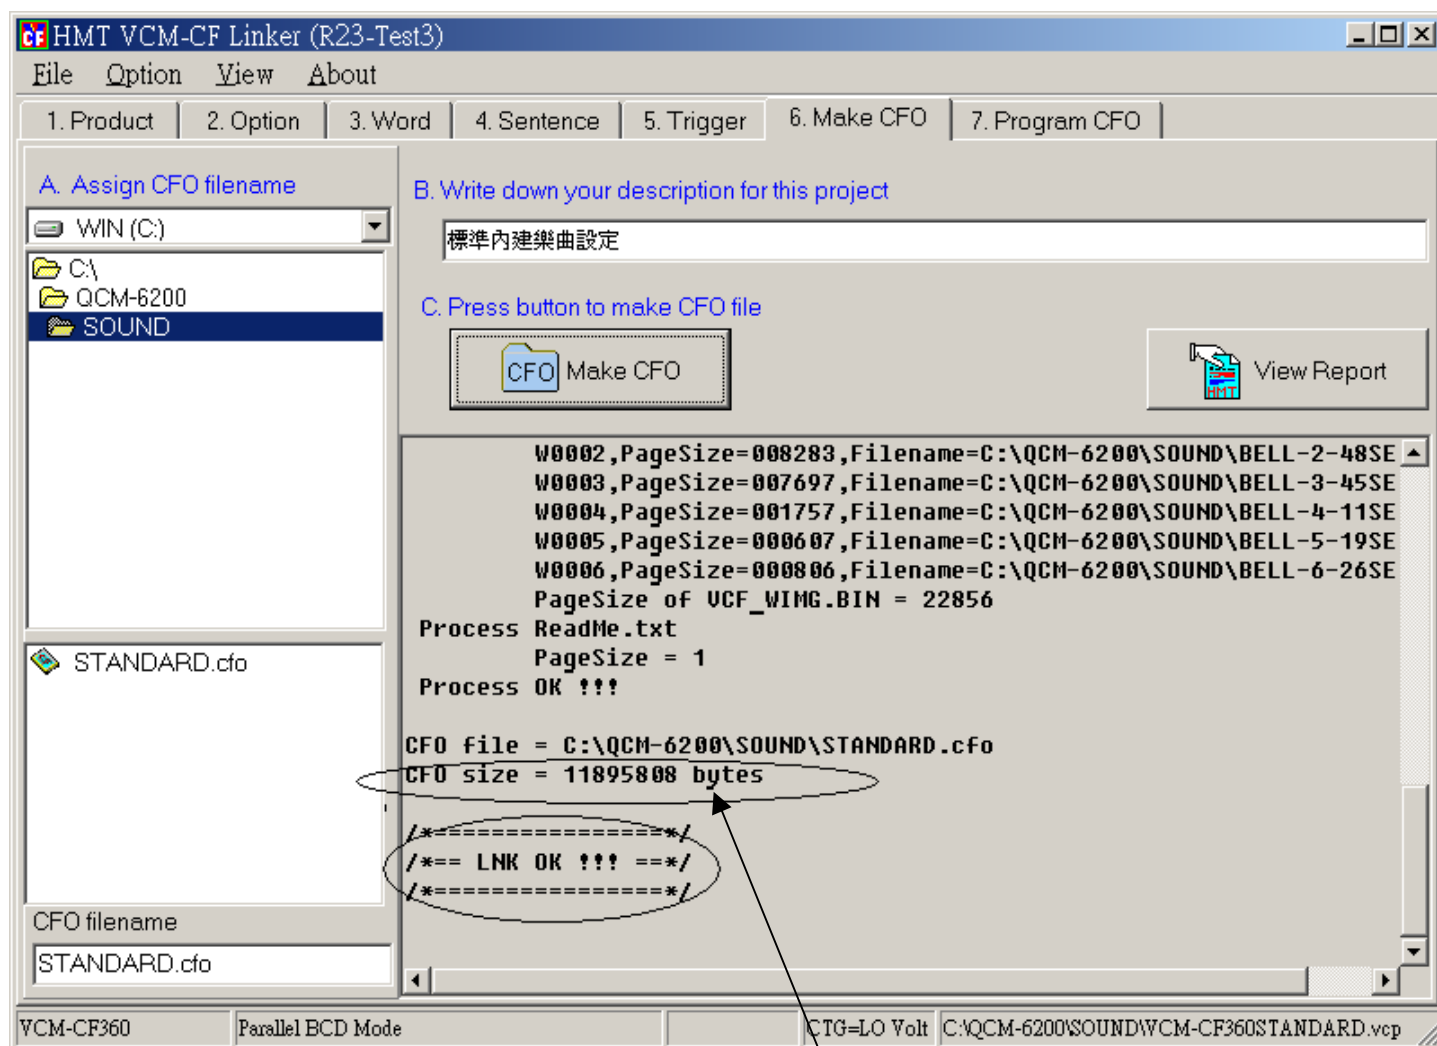 HMT VCM-CF Linker (R23-Test3)
File Option View About
1. Product 2. Option 3. Word 4. Sentence 5. Trigger 6. Make CFO 7. Program CFO
A. Assign CFO filename
WIN (C:)
C:\
QCM-6200
SOUND
STANDARD.cfo
CFO filename
STANDARD.cfo
B. Write down your description for this project
標準內建樂曲設定
C. Press button to make CFO file
CFO Make CFO
HMT View Report
W0002,PageSize=008283,Filename=C:\QCM-6200\SOUND\BELL-2-48SE
W0003,PageSize=007697,Filename=C:\QCM-6200\SOUND\BELL-3-45SE
W0004,PageSize=001757,Filename=C:\QCM-6200\SOUND\BELL-4-11SE
W0005,PageSize=000607,Filename=C:\QCM-6200\SOUND\BELL-5-19SE
W0006,PageSize=000806,Filename=C:\QCM-6200\SOUND\BELL-6-26SE
PageSize of VCF_WIMG.BIN = 22856
Process ReadMe.txt
PageSize = 1
Process OK !!!
CFO file = C:\QCM-6200\SOUND\STANDARD.cfo
CFO size = 11895808 bytes
/*================*/
/*== LNK OK !!! ==*/
/*================*/
VCM-CF360 Parallel BCD Mode CTG=LO Volt C:\QCM-6200\SOUND\VCM-CF360STANDARD.vcp